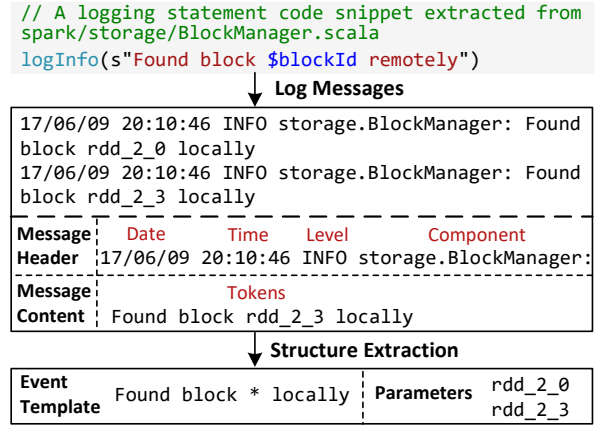 // A logging statement code snippet extracted from
spark/storage/BlockManager.scala
logInfo(s"Found block $blockId remotely")
Log Messages
17/06/09 20:10:46 INFO storage.BlockManager: Found
block rdd_2_0 locally
17/06/09 20:10:46 INFO storage.BlockManager: Found
block rdd_2_3 locally
Message Date Time Level Component
Header 17/06/09 20:10:46 INFO storage.BlockManager:
Message Tokens
Content Found block rdd_2_3 locally
Structure Extraction
Event
Template
Found block * locally
Parameters
rdd_2_0
rdd_2_3